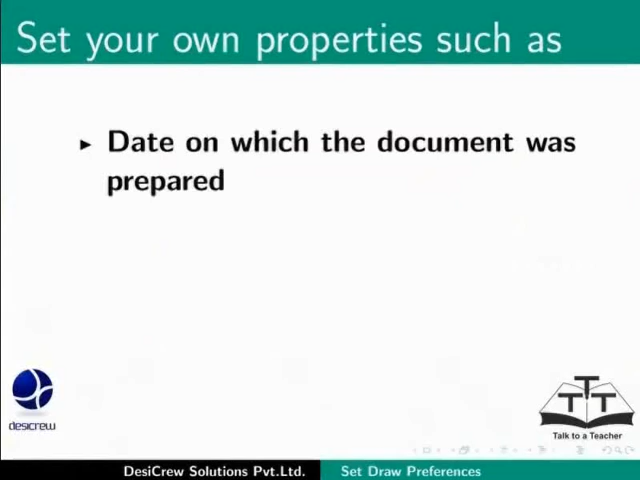 Set your own properties such as
Date on which the document was
prepared
desicrew
TTT
Talk to a Teacher
DesiCrew Solutions Pvt.Ltd.
Set Draw Preferences